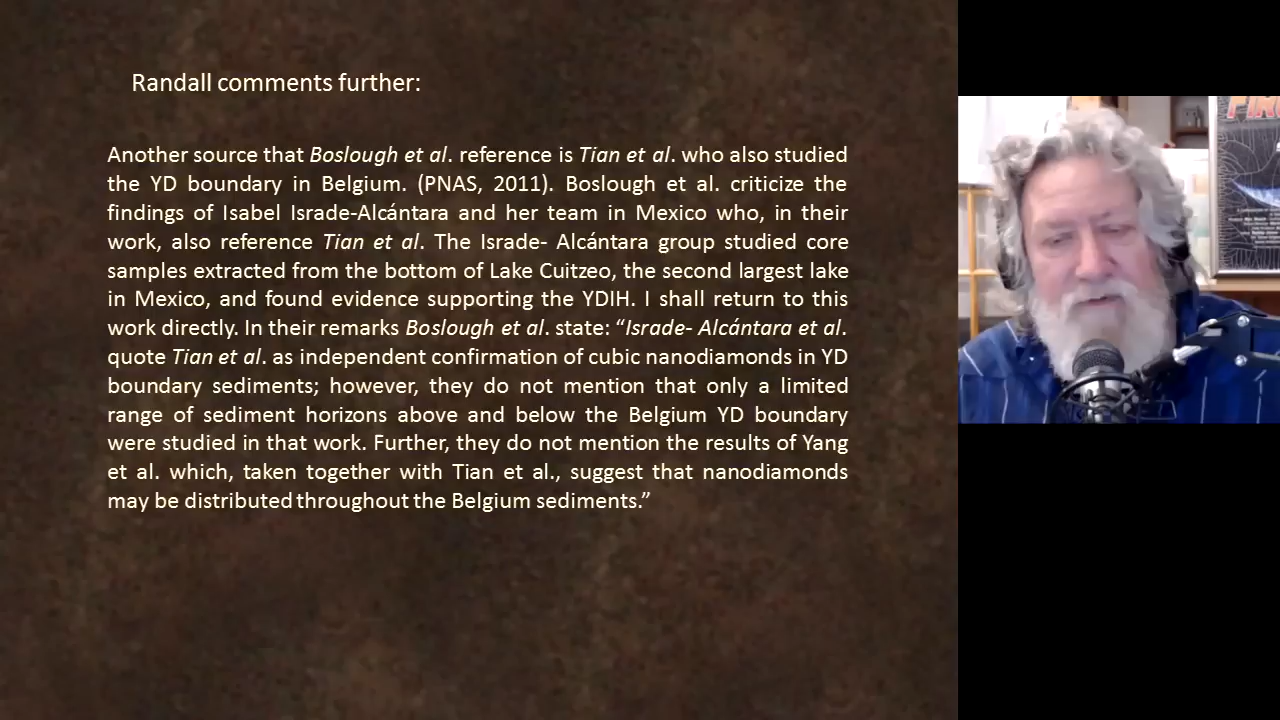 Randall comments further:
Another source that Boslough et al. reference is Tian et al. who also studied
the YD boundary in Belgium. (PNAS, 2011). Boslough et al. criticize the
findings of Isabel Israde-Alcántara and her team in Mexico who, in their
work, also reference Tian et al. The Israde- Alcántara group studied core
samples extracted from the bottom of Lake Cuitzeo, the second largest lake
in Mexico, and found evidence supporting the YDIH. I shall return to this
work directly. In their remarks Boslough et al. state: “Israde- Alcántara et al.
quote Tian et al. as independent confirmation of cubic nanodiamonds in YD
boundary sediments; however, they do not mention that only a limited
range of sediment horizons above and below the Belgium YD boundary
were studied in that work. Further, they do not mention the results of Yang
et al. which, taken together with Tian et al., suggest that nanodiamonds
may be distributed throughout the Belgium sediments.”